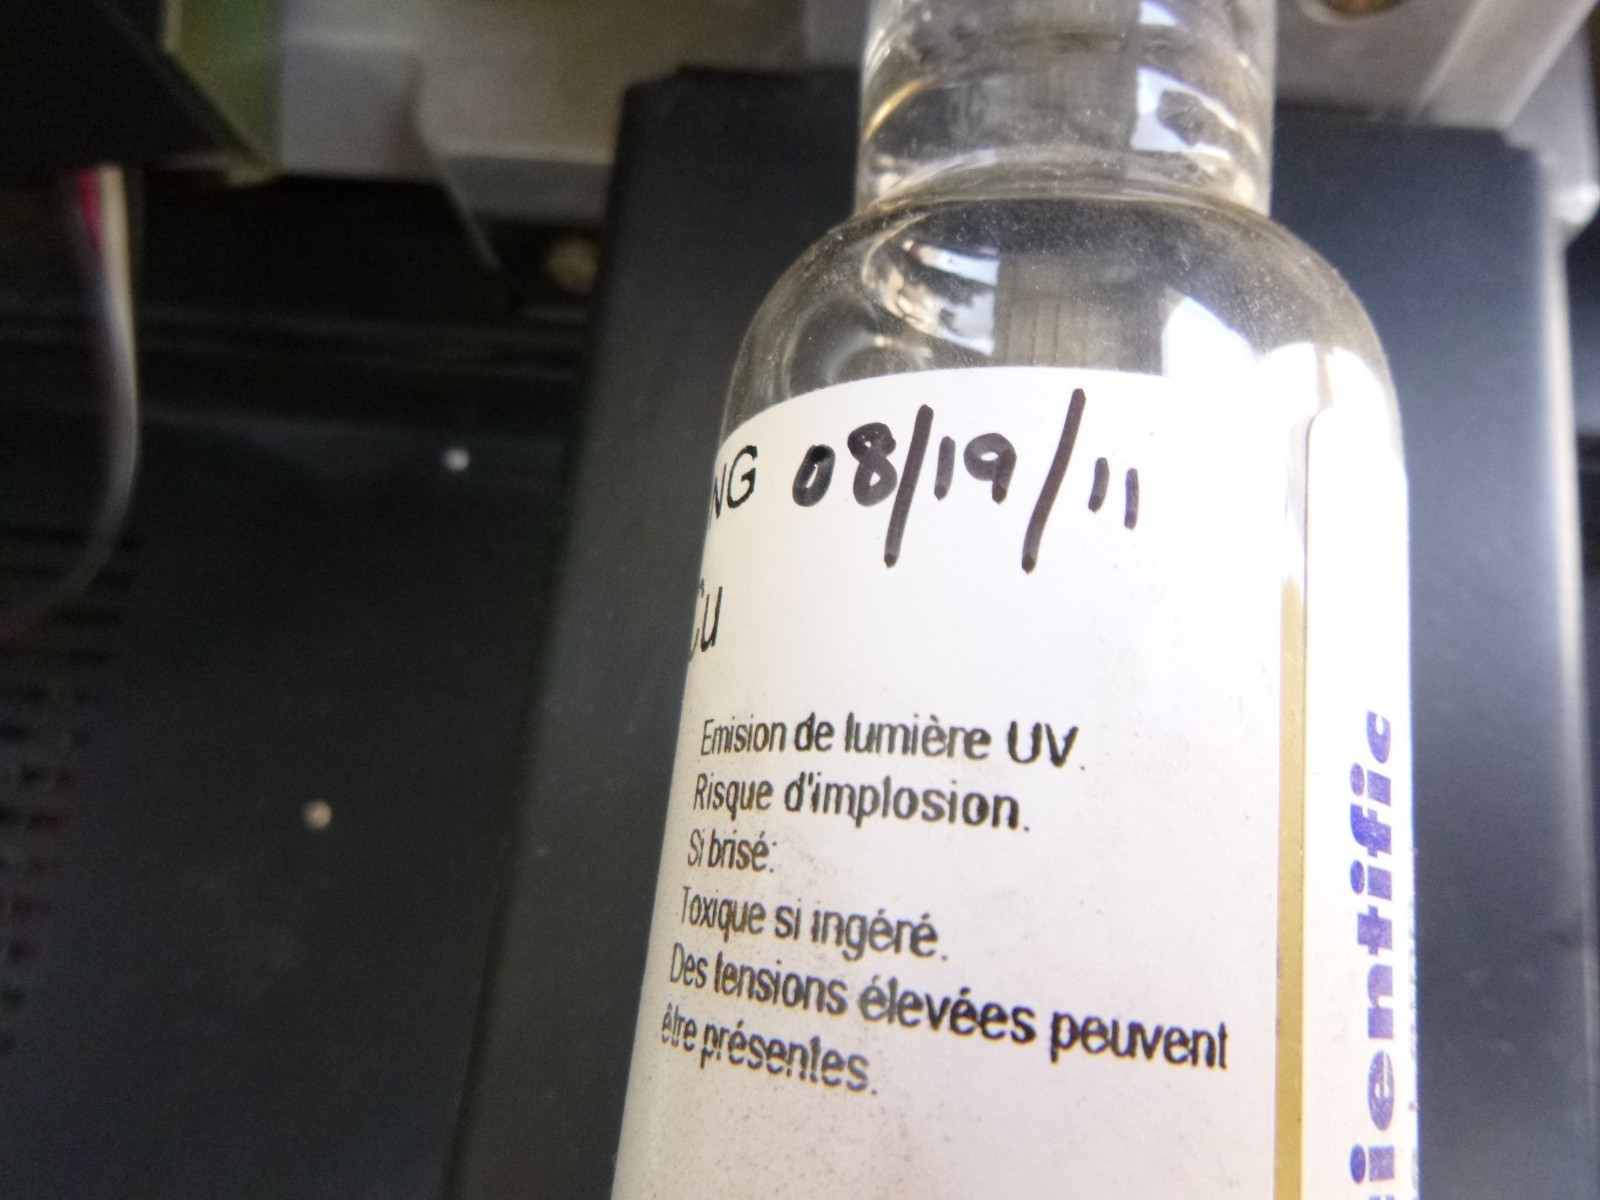 NG 08/19/11
Cu
Emision de lumière UV.
Risque d'implosion.
Si brisé:
Toxique si ingéré.
Des tensions élevées peuvent
être présentes.
ientific